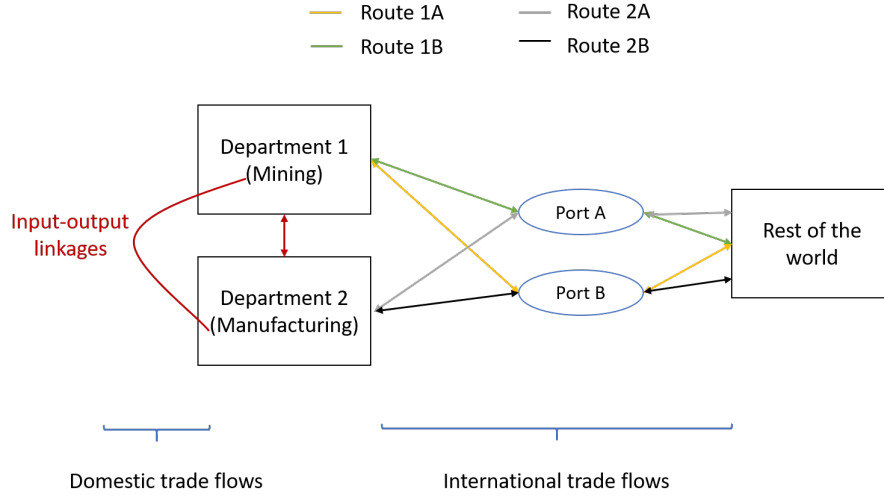 Route 1A
Route 2A
Route 1B
Route 2B
Department 1
(Mining)
Input-output
linkages
Port A
Rest of the
world
Port B
Department 2
(Manufacturing)
Domestic trade flows
International trade flows